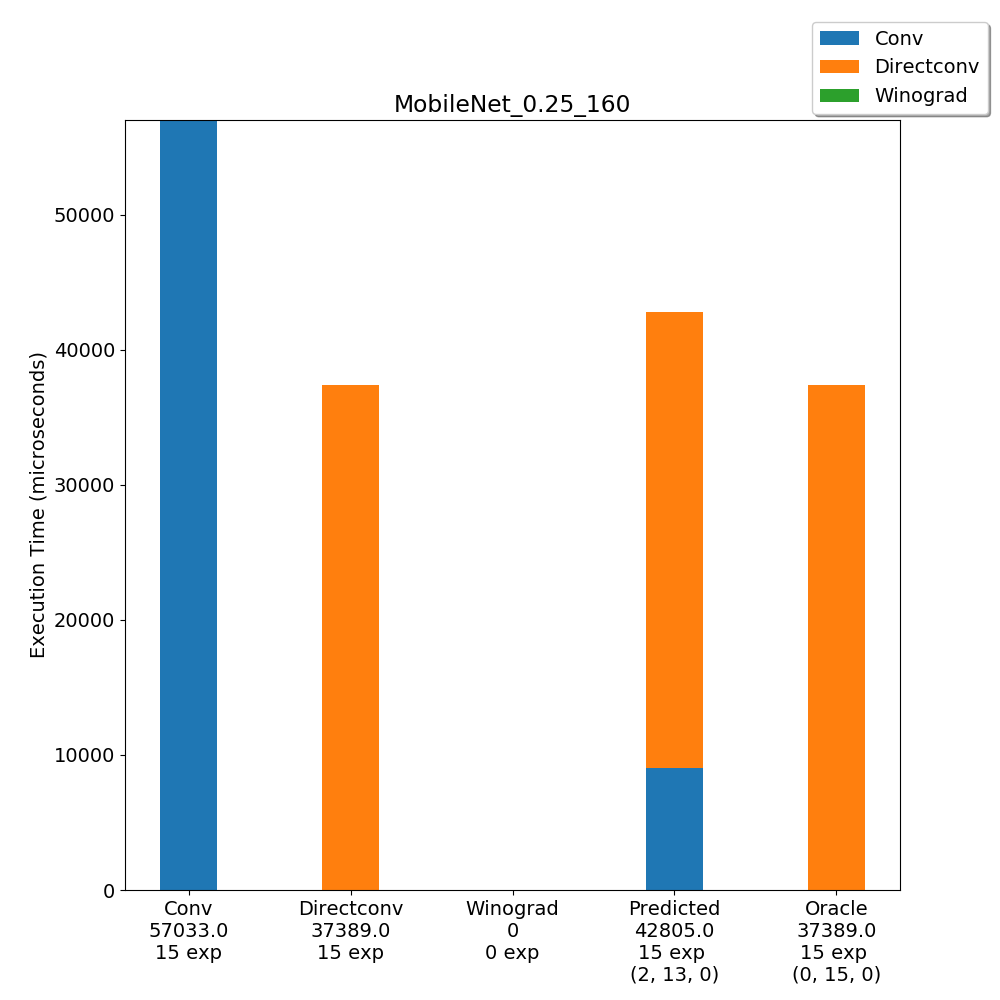 Conv
Directconv
Winograd
MobileNet_0.25_160
Execution Time (microseconds)
50000
40000
30000
20000
10000
0
Conv
57033.0
15 exp
Directconv
37389.0
15 exp
Winograd
0
0 exp
Predicted
42805.0
15 exp
(2, 13, 0)
Oracle
37389.0
15 exp
(0, 15, 0)